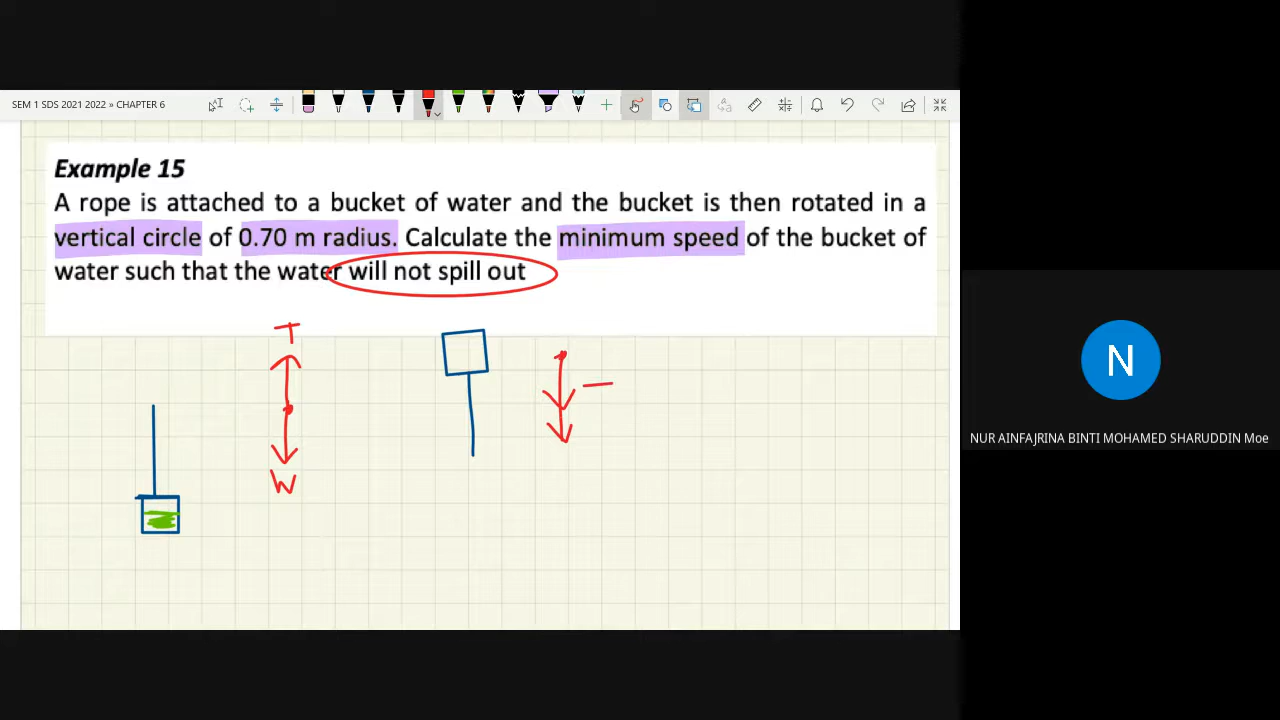 SEM 1 SDS 2021 2022 » CHAPTER 6
Example 15
A rope is attached to a bucket of water and the bucket is then rotated in a
vertical circle of 0.70 m radius. Calculate the minimum speed of the bucket of
water such that the water will not spill out
T
W
N
NUR AINFAJRINA BINTI MOHAMED SHARUDDIN Moe